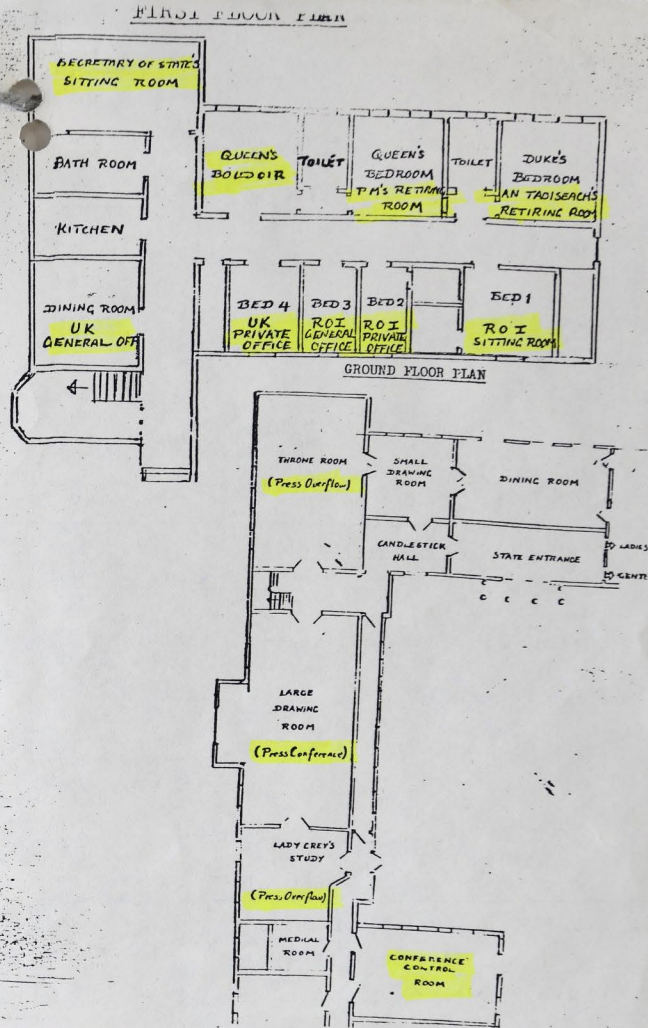 FIRST FLOOR PLAN
SECRETARY OF STATE'S
SITTING ROOM
BATH ROOM
KITCHEN
DINING ROOM
UK
GENERAL OFF
QUEEN'S
BOUDOIR
TOILET
QUEEN'S
BEDROOM
PM'S RETIRING
ROOM
TOILET
DUKE'S
BEDROOM
AN TAOISEACH'S
RETIRING ROOM
BED 4
UK
PRIVATE
OFFICE
BED 3
ROI
GENERAL
OFFICE
BED 2
ROI
PRIVATE
OFFICE
BED 1
ROI
SITTING ROOM
GROUND FLOOR PLAN
THRONE ROOM
(Press Overflow)
SMALL
DRAWING
ROOM
DINING ROOM
CANDLESTICK
HALL
STATE ENTRANCE
LADIES
GENT
C C C C
LARGE
DRAWING
ROOM
(Press Conference)
LADY GREY'S
STUDY
(Press Overflow)
MEDICAL
ROOM
CONFERENCE
CONTROL
ROOM